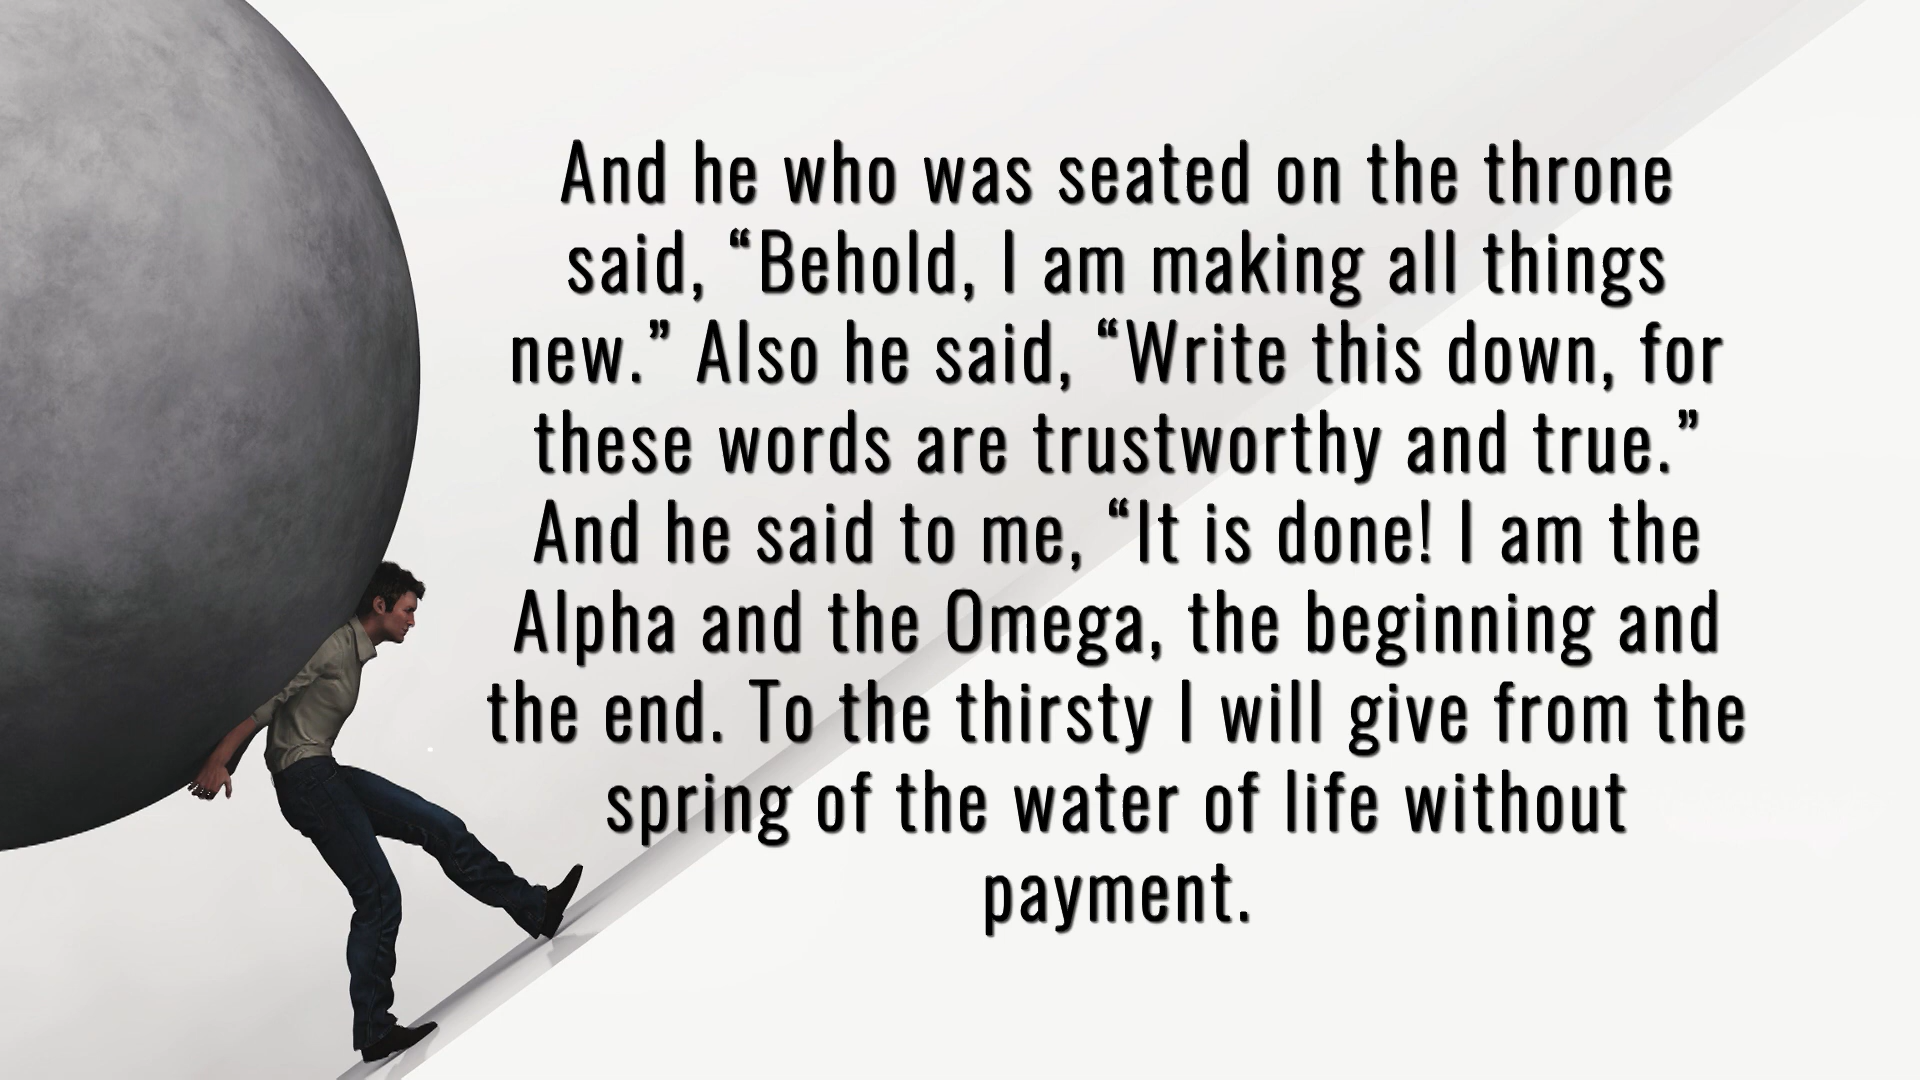 And he who was seated on the throne
said, “Behold, I am making all things
new.” Also he said, “Write this down, for
these words are trustworthy and true.”
And he said to me, “It is done! I am the
Alpha and the Omega, the beginning and
the end. To the thirsty I will give from the
spring of the water of life without
payment.